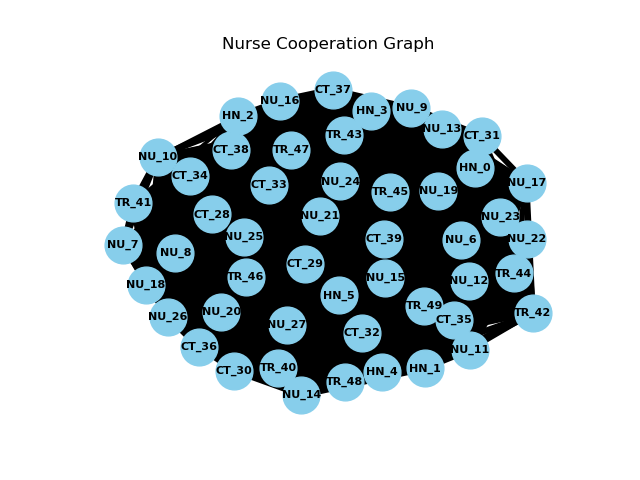 Nurse Cooperation Graph
CT_37
NU_16
HN_3
NU_9
HN_2
NU_13
TR_43
CT_31
CT_38
TR_47
NU_10
HN_0
CT_34
NU_24
NU_17
CT_33
TR_45
NU_19
TR_41
CT_28
NU_21
NU_23
NU_25
CT_39
NU_6
NU_22
NU_7
NU_8
CT_29
TR_44
TR_46
NU_15
NU_12
NU_18
HN_5
TR_49
NU_20
TR_42
NU_26
CT_35
NU_27
CT_32
CT_36
NU_11
TR_40
HN_1
CT_30
HN_4
TR_48
NU_14